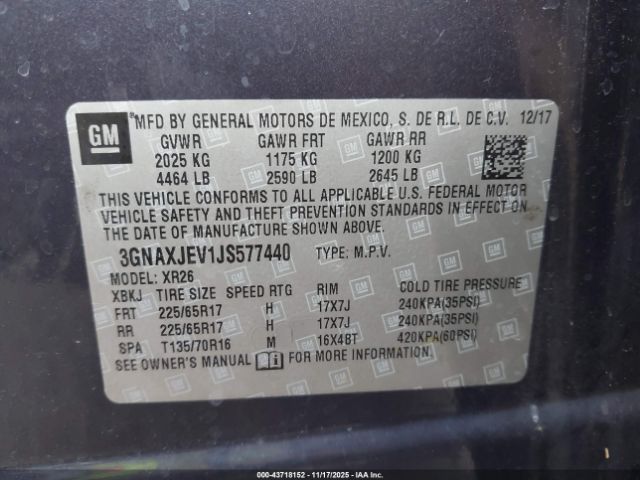 GM
*MFD BY GENERAL MOTORS DE MEXICO, S. DE R.L. DE C.V. 12/17
GVWR GAWR FRT GAWR RR
2025 KG 1175 KG 1200 KG
4464 LB 2590 LB 2645 LB
THIS VEHICLE CONFORMS TO ALL APPLICABLE U.S. FEDERAL MOTOR
VEHICLE SAFETY AND THEFT PREVENTION STANDARDS IN EFFECT ON
THE DATE OF MANUFACTURE SHOWN ABOVE.
3GNAXJEV1JS577440 TYPE: M.P.V.
MODEL: XR26
XBKJ TIRE SIZE SPEED RTG RIM COLD TIRE PRESSURE
FRT 225/65R17 H 17X7J 240KPA(35PSI)
RR 225/65R17 H 17X7J 240KPA(35PSI)
SPA T135/70R16 M 16X4BT 420KPA(60PSI)
SEE OWNER'S MANUAL FOR MORE INFORMATION
©IAA 00-43718152 - 11/17/2025 - IAA Inc.